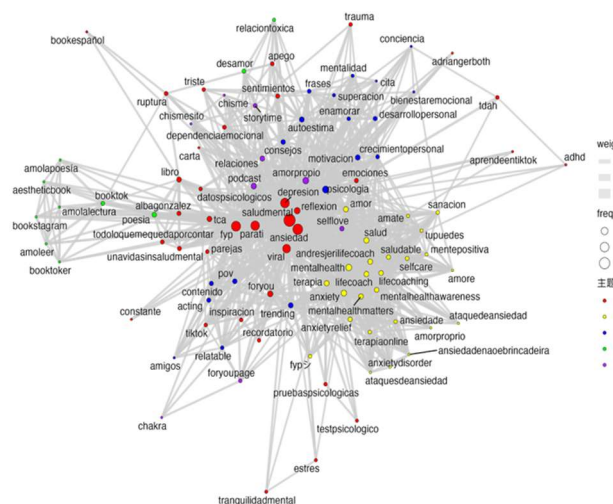 relaciontóxica
trauma
bookespañol
conciencia
desamor
apego
adriangerboth
mentalidad
cita
triste
sentimientos
frases
ruptura
chisme
superacion
bienestaremocional
tdah
storytime
enamorar
desarrollopersonal
chismesito
autoestima
dependenciaemocional
consejos
carta
relaciones
motivacion
crecimientopersonal
aprendeentiktok
adhd
amolapoesia
libro
podcast
amorpropio
emociones
datospsicologicos
depresion
psicologia
aestheticbook
booktok
amor
sanacion
amolalectura
poesia
albagonzalez
saludmental
reflexion
bookstagram
tca
selflove
amate
todoloquemequedaporcontar
fyp
parati
salud
tupuedes
amoleer
ansiedad
parejas
andresjerilifecoach
saludable
mentepositiva
unavidasinsaludmental
viral
mentalhealth
selfcare
booktoker
terapia
lifecoach
lifecoaching
amore
pov
foryou
contenido
anxiety
mentalhealthawareness
acting
trending
mentalhealthmatters
constante
inspiracion
ansiedade
ataquedeansiedad
tiktok
recordatorio
anxietyrelief
amorproprio
terapiaonline
relatable
ansiedadenaoebrincadeira
amigos
fypシ
anxietydisorder
foryoupage
ataquesdeansiedad
pruebaspsicologicas
chakra
testpsicologico
estres
tranquilidadmental
weig
freq
主題